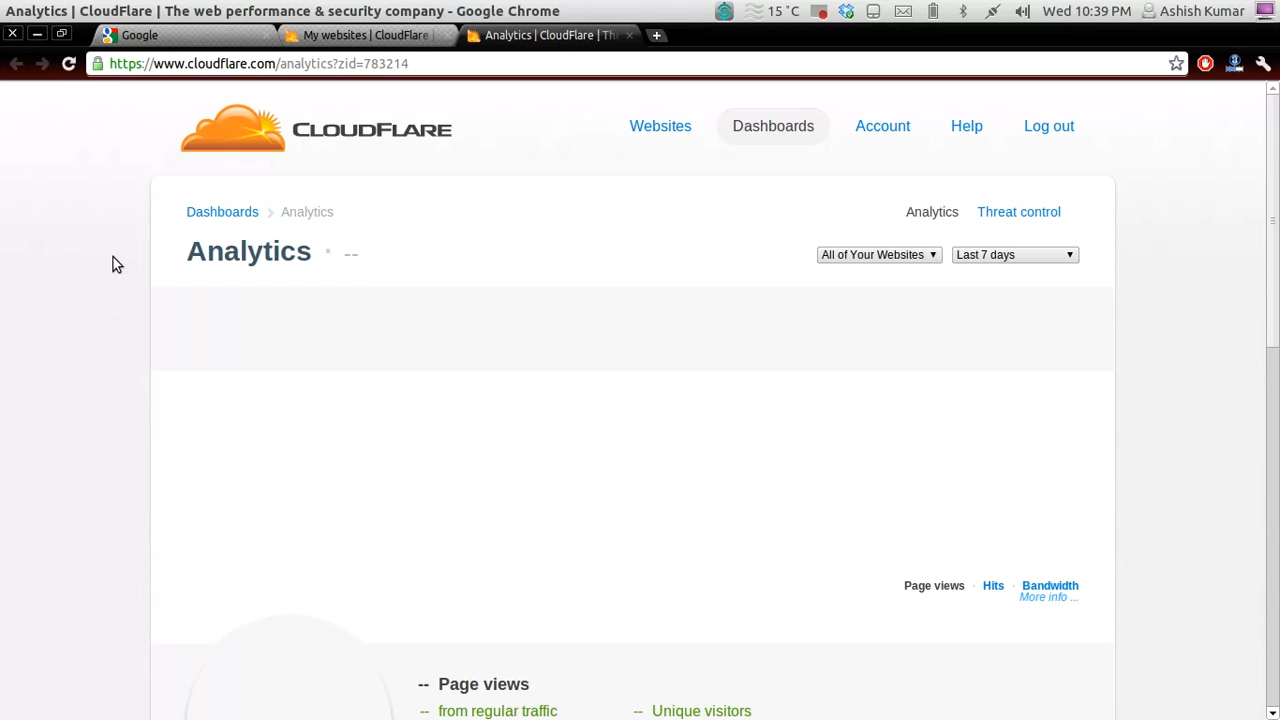 Analytics | CloudFlare | The web performance & security company - Google Chrome
15 °C
Wed 10:39 PM
Ashish Kumar
Google
My websites | CloudFlare |
Analytics | CloudFlare | Th
https://www.cloudflare.com/analytics?zid=783214
CLOUDFLARE
Websites
Dashboards
Account
Help
Log out
Dashboards
Analytics
Analytics
Threat control
Analytics · --
All of Your Websites
Last 7 days
Page views · Hits · Bandwidth
More info ...
-- Page views
-- from regular traffic
-- Unique visitors